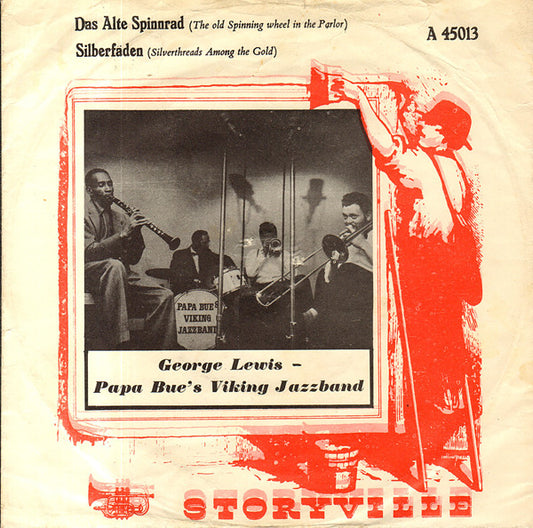 Das Alte Spinnrad (The old Spinning wheel in the Parlor)
A 45013
Silberfäden (Silverthreads Among the Gold)
PAPA BUE'S
VIKING
JAZZBAND
George Lewis –
Papa Bue's Viking Jazzband
STORYVILLE